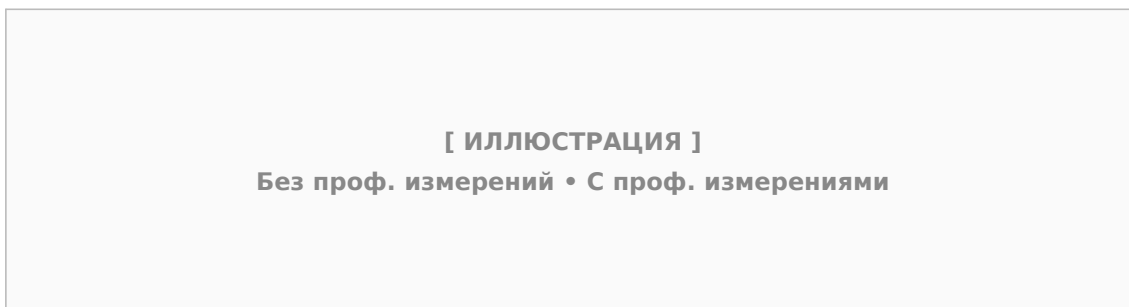 [ ИЛЛЮСТРАЦИЯ ]
Без проф. измерений • С проф. измерениями